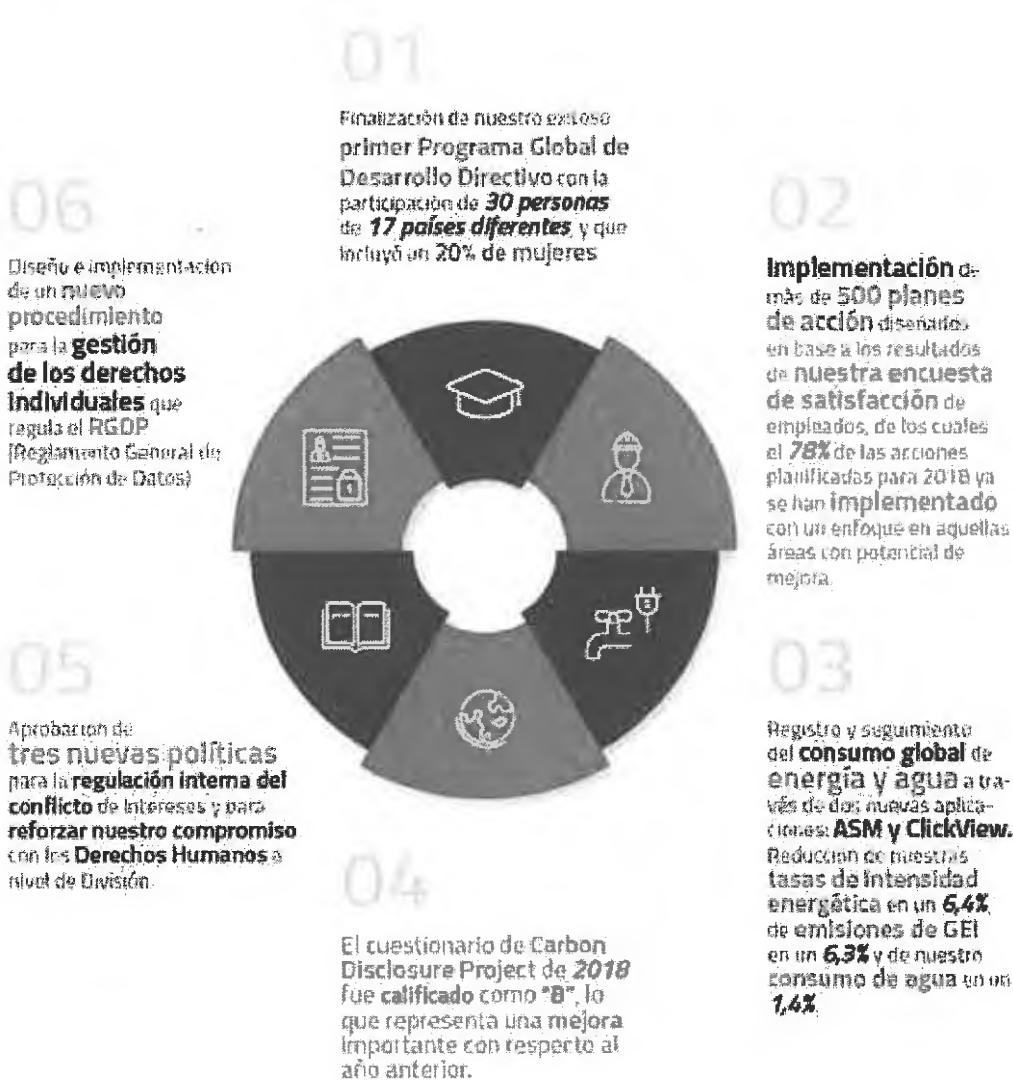 01
Finalización de nuestro exitoso
primer Programa Global de
Desarrollo Directivo con la
participación de 30 personas
de 17 países diferentes, y que
incluyó un 20% de mujeres
02
Implementación de
más de 500 planes
de acción diseñados
en base a los resultados
de nuestra encuesta
de satisfacción de
empleados, de los cuales
el 78% de las acciones
planificadas para 2018 ya
se han implementado
con un enfoque en aquellas
áreas con potencial de
mejora.
03
Registro y seguimiento
del consumo global de
energía y agua a tra-
vés de dos nuevas aplica-
ciones: ASM y ClickView.
Reducción de nuestras
tasas de intensidad
energética en un 6,4%,
de emisiones de GEI
en un 6,3% y de nuestro
consumo de agua en un
1,4%.
04
El cuestionario de Carbon
Disclosure Project de 2018
fue calificado como "B", lo
que representa una mejora
importante con respecto al
año anterior.
05
Aprobación de
tres nuevas políticas
para la regulación interna del
conflicto de intereses y para
reforzar nuestro compromiso
con los Derechos Humanos a
nivel de División.
06
Diseño e implementación
de un nuevo
procedimiento
para la gestión
de los derechos
individuales que
regula el RGDP
(Reglamento General de
Protección de Datos)